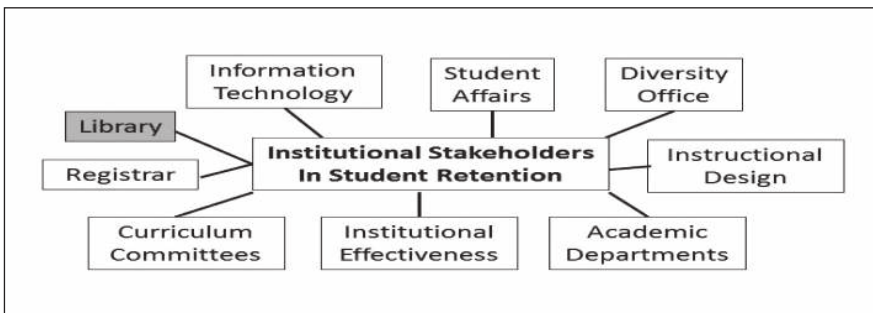 Information
Technology
Student
Affairs
Diversity
Office
Library
Institutional Stakeholders
In Student Retention
Registrar
Instructional
Design
Curriculum
Committees
Institutional
Effectiveness
Academic
Departments